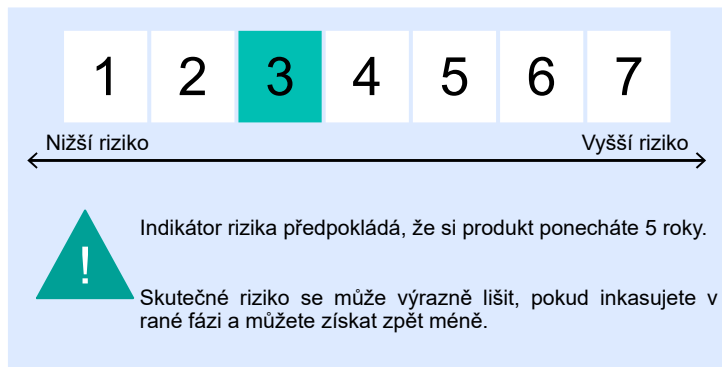 1 2 3 4 5 6 7
Nižší riziko Vyšší riziko
!
Indikátor rizika předpokládá, že si produkt ponecháte 5 roky.
Skutečné riziko se může výrazně lišit, pokud inkasujete v
rané fázi a můžete získat zpět méně.